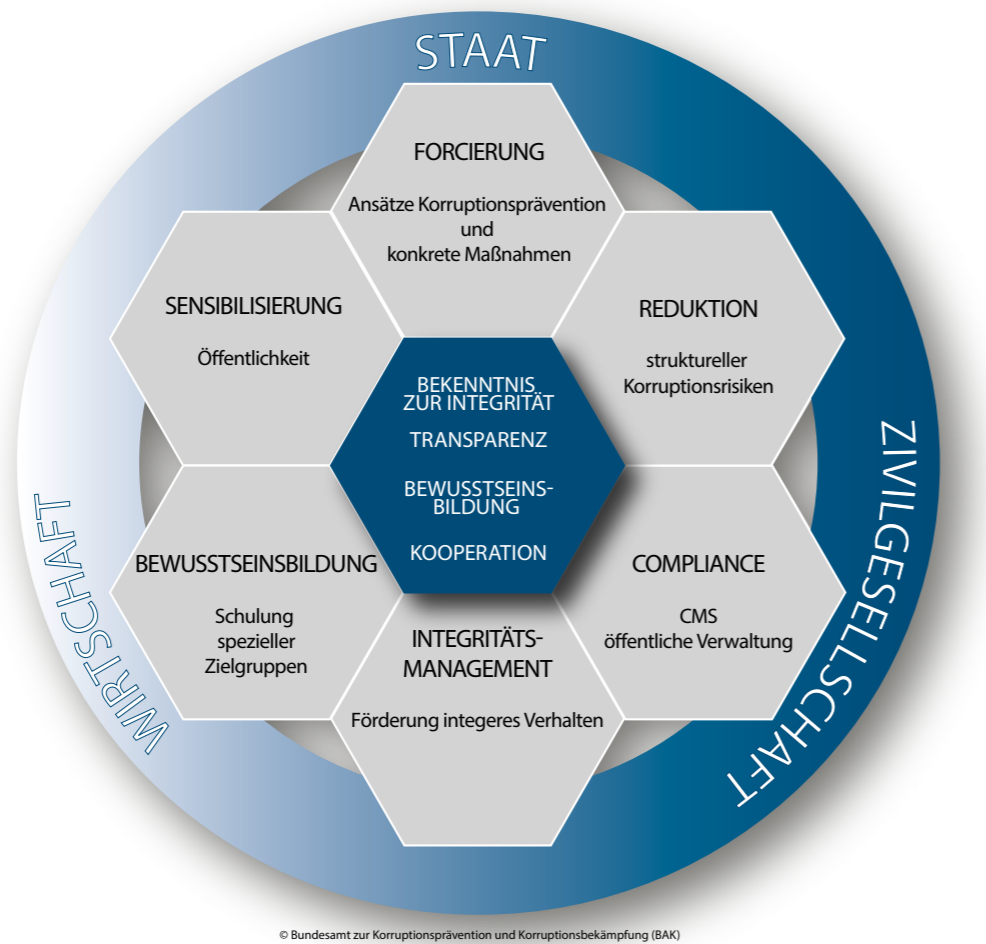 STAAT
FORCIERUNG
Ansätze Korruptionsprävention
und
konkrete Maßnahmen
SENSIBILISIERUNG
Öffentlichkeit
REDUKTION
struktureller
Korruptionsrisiken
BEKENNTNIS
ZUR INTEGRITÄT
TRANSPARENZ
BEWUSSTSEINS-
BILDUNG
KOOPERATION
BEWUSSTSEINSBILDUNG
Schulung
spezieller
Zielgruppen
COMPLIANCE
CMS
öffentliche Verwaltung
INTEGRITÄTS-
MANAGEMENT
Förderung integeres Verhalten
WIRTSCHAFT
ZIVILGESELLSCHAFT
© Bundesamt zur Korruptionsprävention und Korruptionsbekämpfung (BAK)